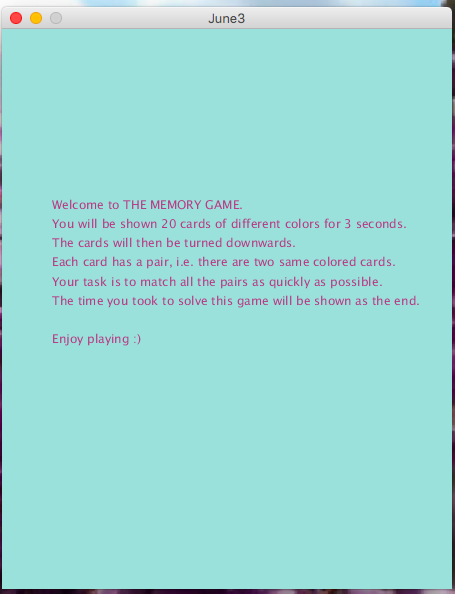 June3
Welcome to THE MEMORY GAME.
You will be shown 20 cards of different colors for 3 seconds.
The cards will then be turned downwards.
Each card has a pair, i.e. there are two same colored cards.
Your task is to match all the pairs as quickly as possible.
The time you took to solve this game will be shown as the end.
Enjoy playing :)